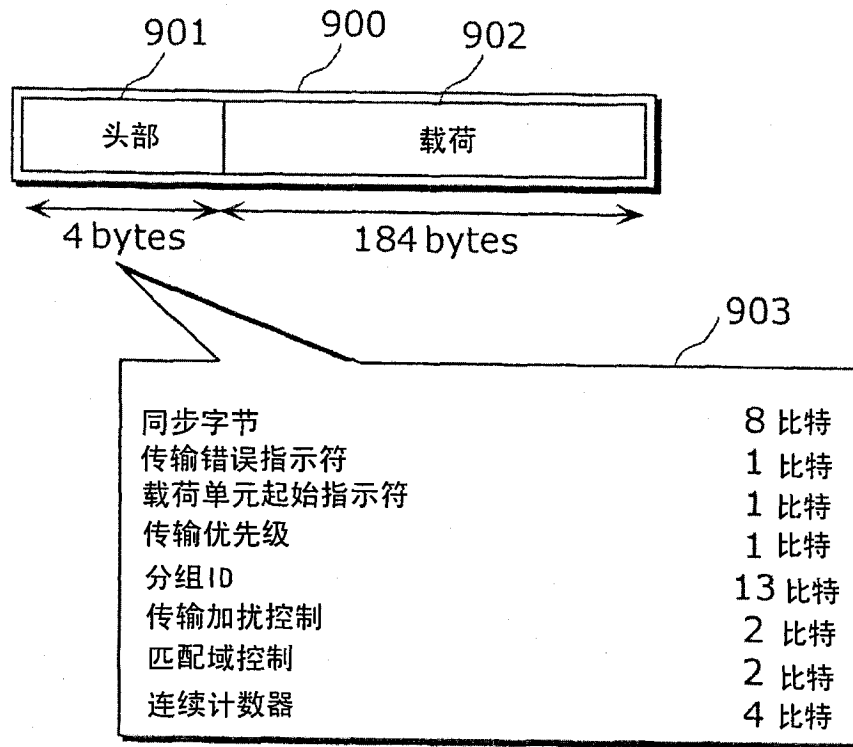 901 900 902
头部 载荷
4 bytes 184 bytes
903
同步字节 8 比特
传输错误指示符 1 比特
载荷单元起始指示符 1 比特
传输优先级 1 比特
分组ID 13 比特
传输加扰控制 2 比特
匹配域控制 2 比特
连续计数器 4 比特